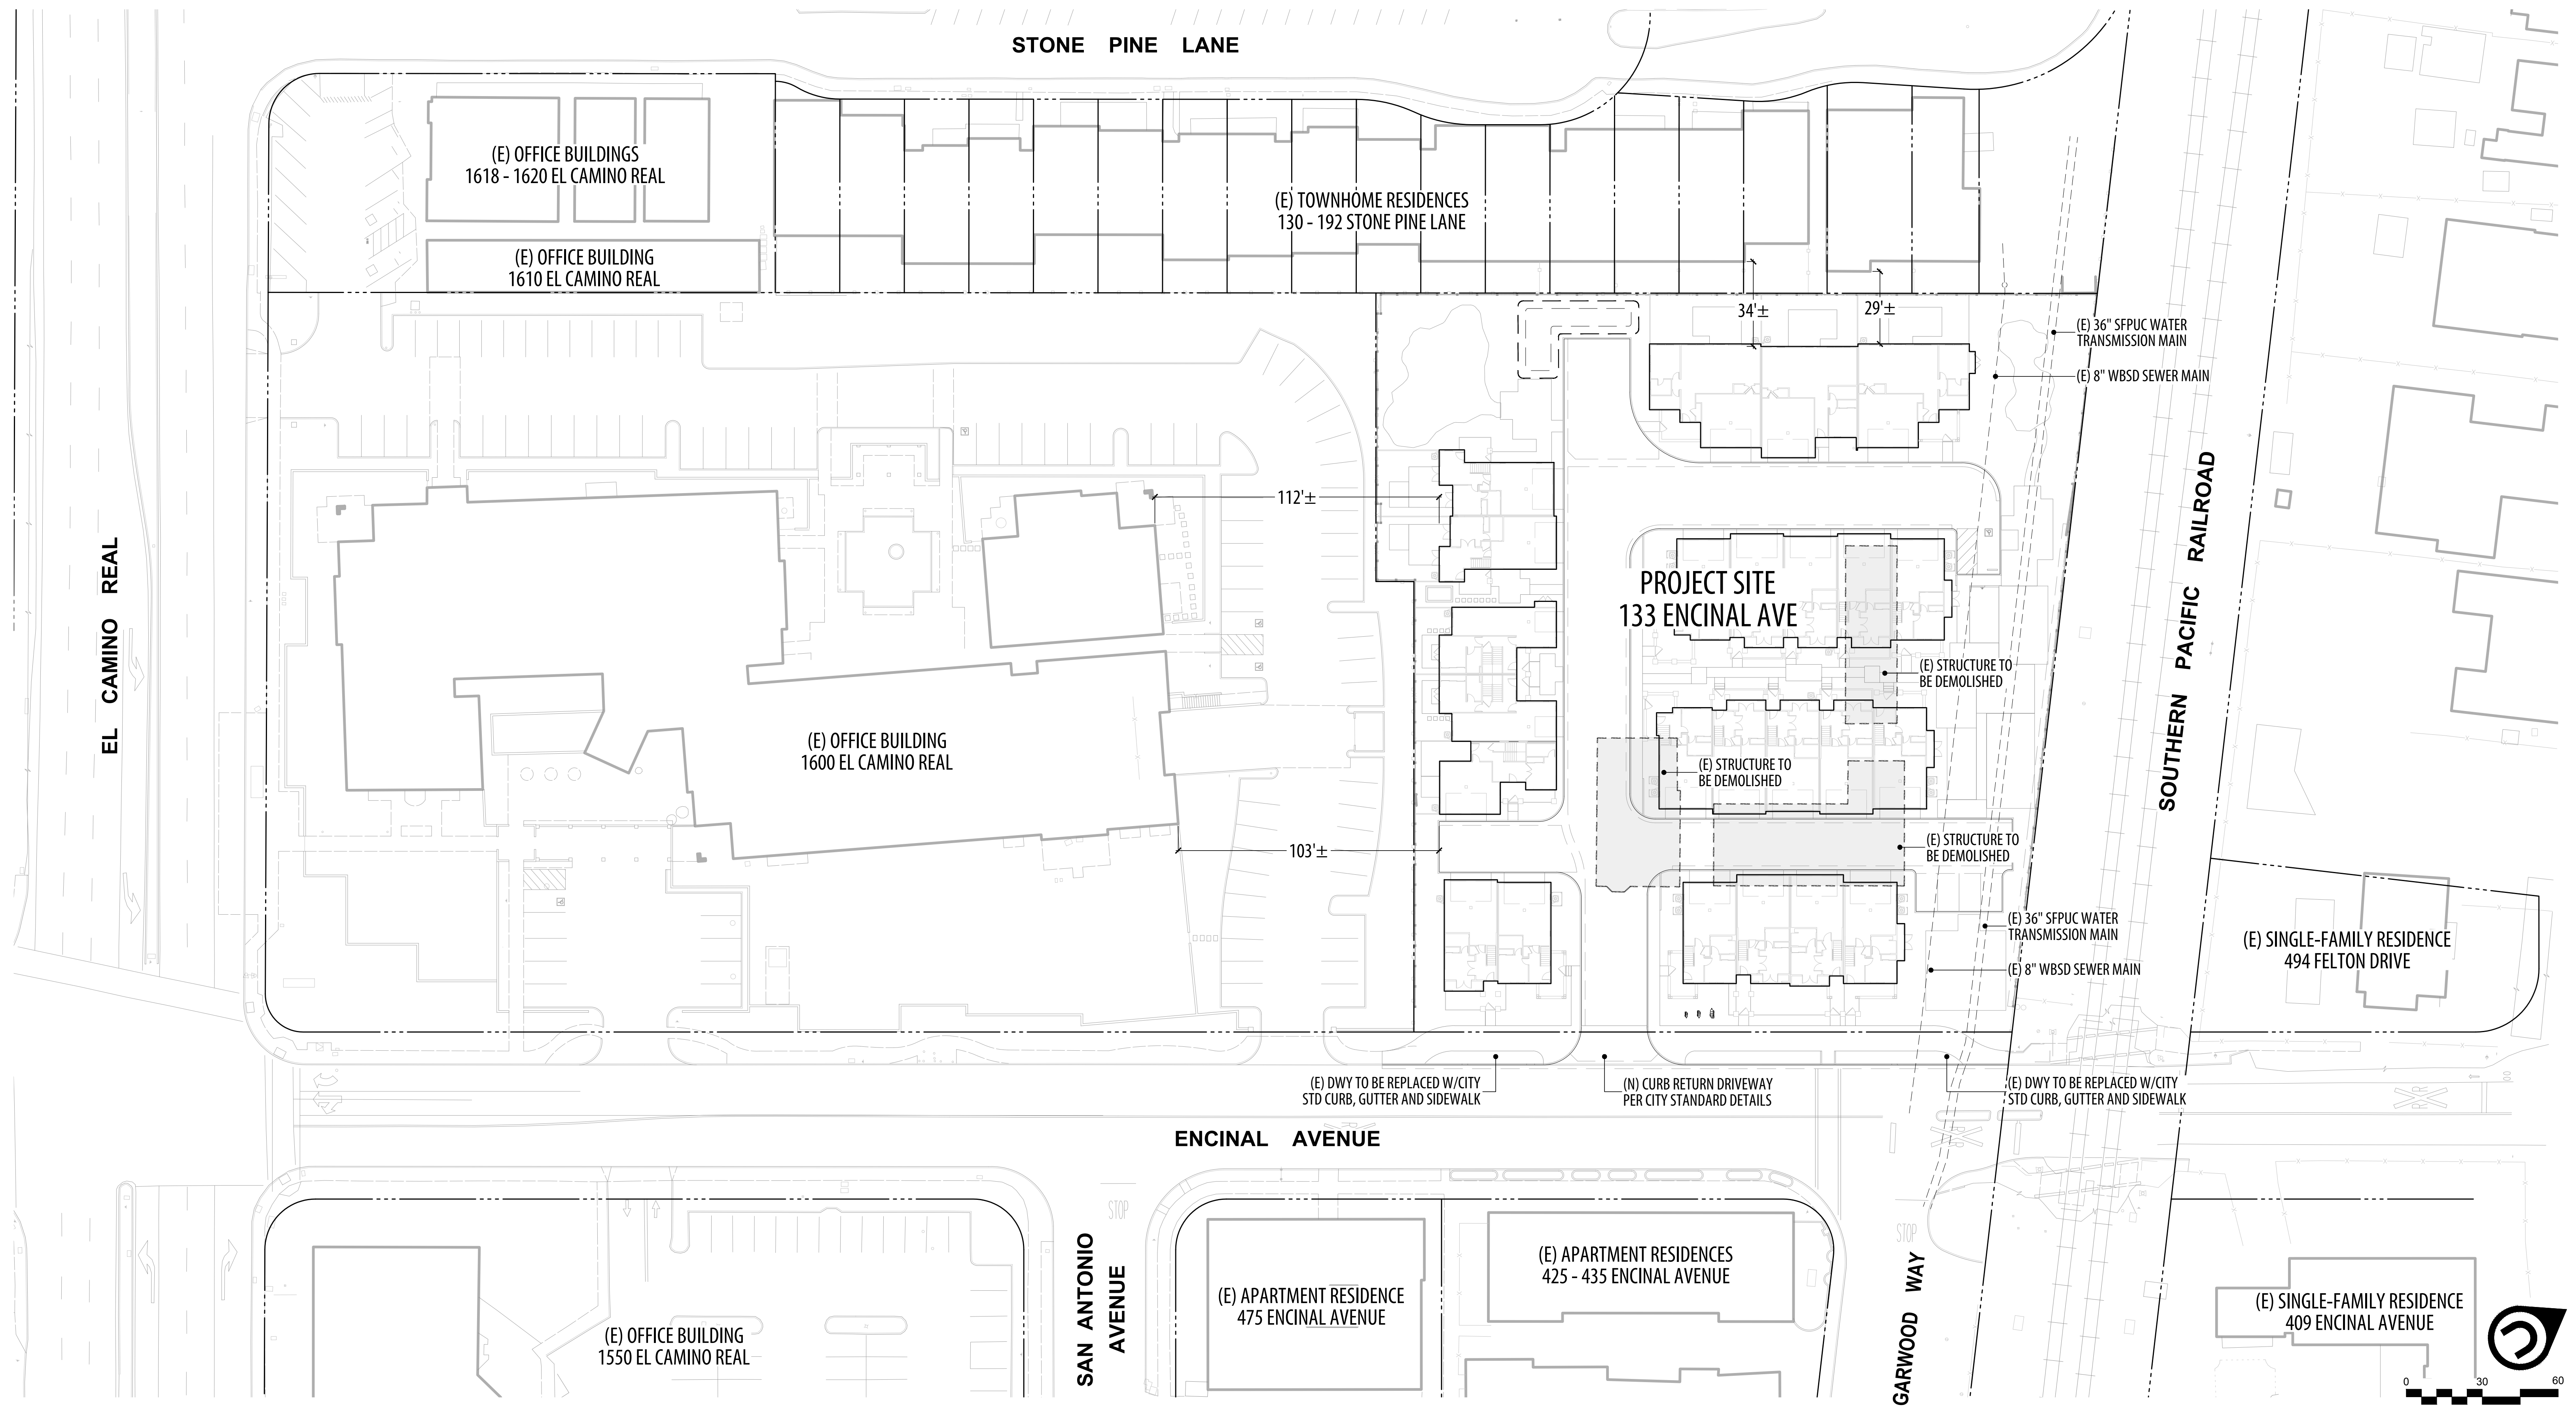 STONE PINE LANE
(E) OFFICE BUILDINGS
1618 - 1620 EL CAMINO REAL
(E) TOWNHOME RESIDENCES
130 - 192 STONE PINE LANE
(E) OFFICE BUILDING
1610 EL CAMINO REAL
34'±
29'±
(E) 36" SFPUC WATER
TRANSMISSION MAIN
(E) 8" WBSD SEWER MAIN
112'±
EL CAMINO REAL
SOUTHERN PACIFIC RAILROAD
PROJECT SITE
133 ENCINAL AVE
(E) STRUCTURE TO
BE DEMOLISHED
(E) OFFICE BUILDING
1600 EL CAMINO REAL
(E) STRUCTURE TO
BE DEMOLISHED
103'±
(E) STRUCTURE TO
BE DEMOLISHED
(E) 36" SFPUC WATER
TRANSMISSION MAIN
(E) 8" WBSD SEWER MAIN
(E) SINGLE-FAMILY RESIDENCE
494 FELTON DRIVE
(E) DWY TO BE REPLACED W/CITY
STD CURB, GUTTER AND SIDEWALK
(N) CURB RETURN DRIVEWAY
PER CITY STANDARD DETAILS
(E) DWY TO BE REPLACED W/CITY
STD CURB, GUTTER AND SIDEWALK
ENCINAL AVENUE
STOP
STOP
SAN ANTONIO
AVENUE
(E) APARTMENT RESIDENCE
475 ENCINAL AVENUE
(E) APARTMENT RESIDENCES
425 - 435 ENCINAL AVENUE
GARWOOD WAY
(E) OFFICE BUILDING
1550 EL CAMINO REAL
(E) SINGLE-FAMILY RESIDENCE
409 ENCINAL AVENUE
0 30 60